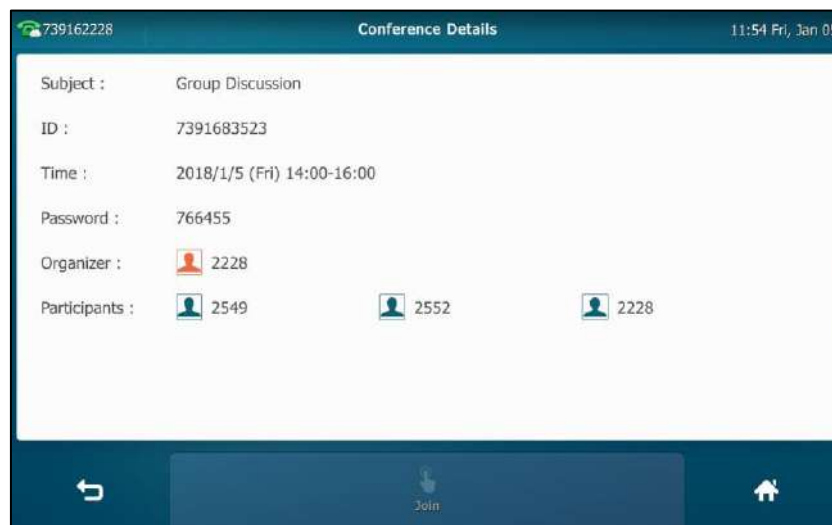 739162228 Conference Details 11:54 Fri, Jan 05
Subject : Group Discussion
ID : 7391683523
Time : 2018/1/5 (Fri) 14:00-16:00
Password : 766455
Organizer : 2228
Participants : 2549 2552 2228
Join